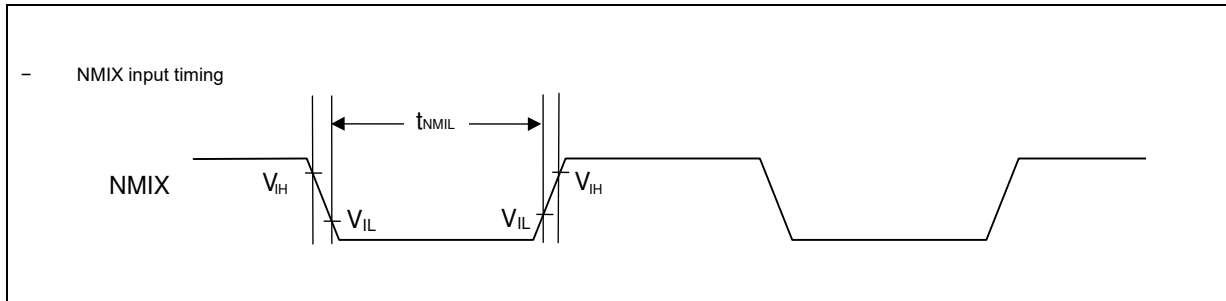 – NMIX input timing
tNMIL
NMIX
VIH
VIL
VIL
VIH